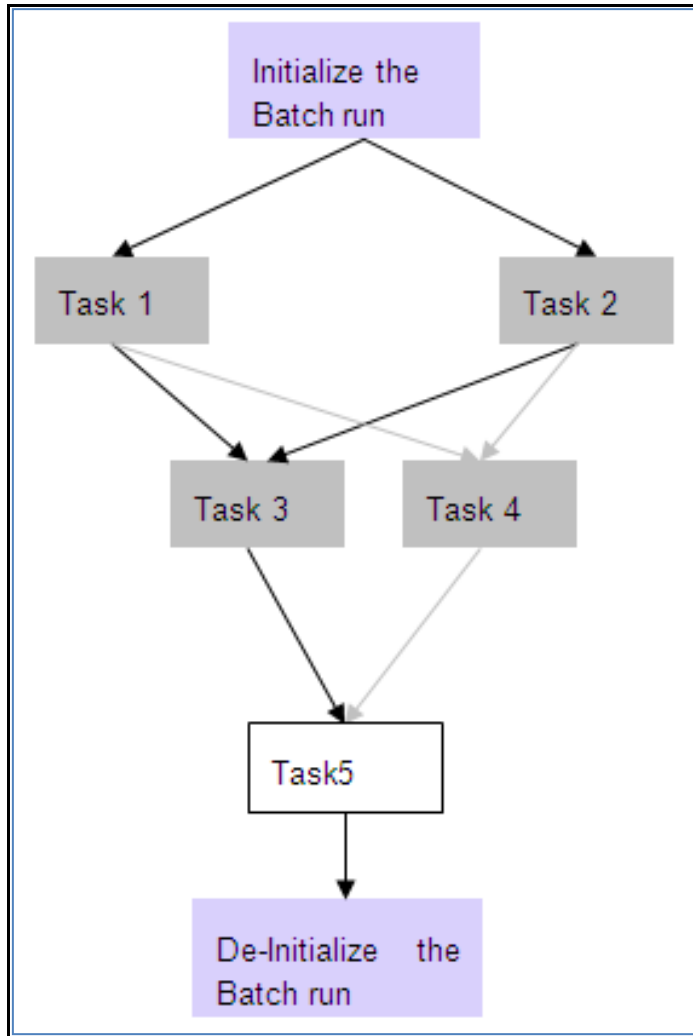 Initialize the
Batch run
Task 1
Task 2
Task 3
Task 4
Task5
De-Initialize the
Batch run